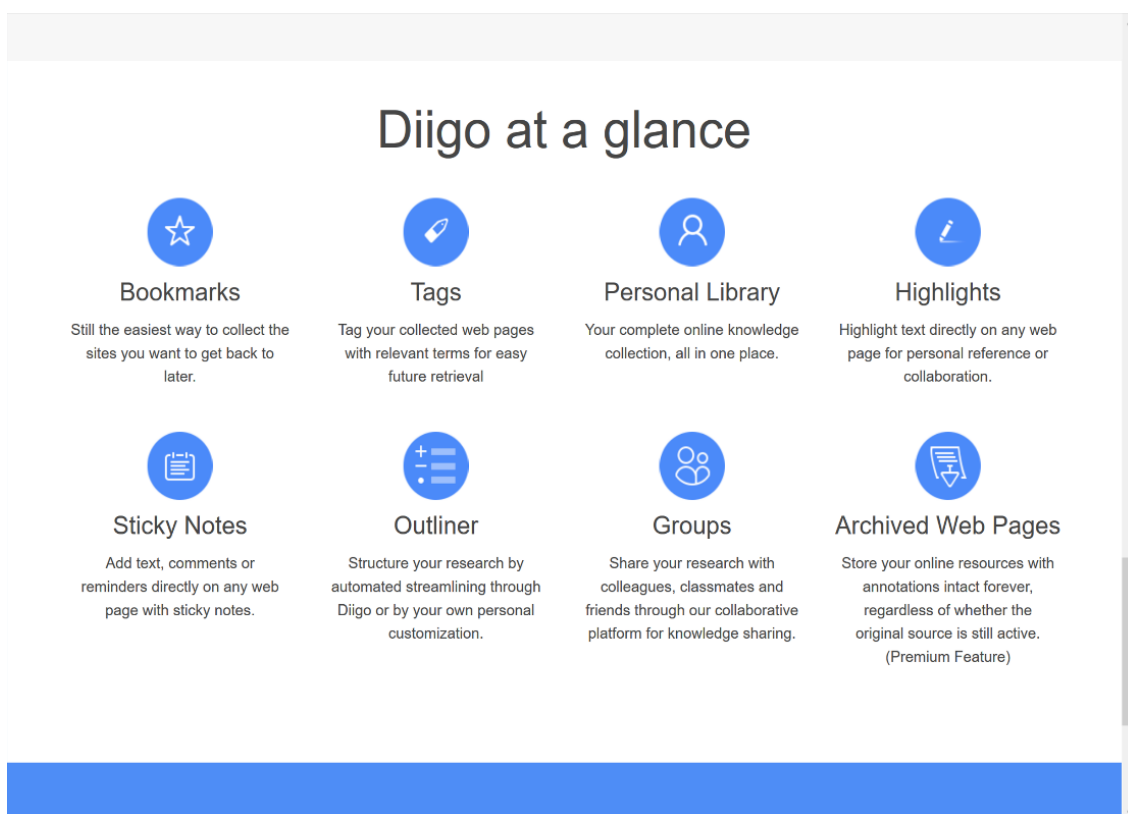 Diigo at a glance
Bookmarks
Still the easiest way to collect the
sites you want to get back to
later.
Tags
Tag your collected web pages
with relevant terms for easy
future retrieval
Personal Library
Your complete online knowledge
collection, all in one place.
Highlights
Highlight text directly on any web
page for personal reference or
collaboration.
Sticky Notes
Add text, comments or
reminders directly on any web
page with sticky notes.
Outliner
Structure your research by
automated streamlining through
Diigo or by your own personal
customization.
Groups
Share your research with
colleagues, classmates and
friends through our collaborative
platform for knowledge sharing.
Archived Web Pages
Store your online resources with
annotations intact forever,
regardless of whether the
original source is still active.
(Premium Feature)